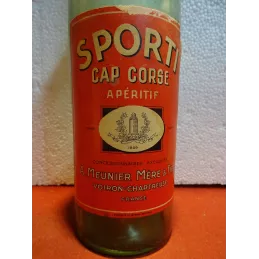 SPORTI
CAP CORSE
APÉRITIF
MEUNIER, MÈRE &
VOIRON-CHARTREUSE
FRANCE